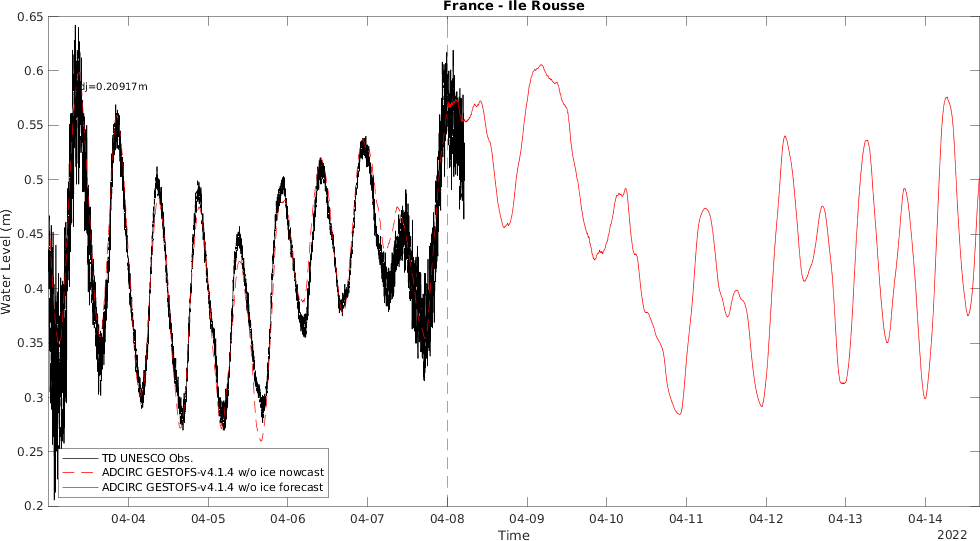 France - Ile Rousse
0.65
0.6
0.55
0.5
0.45
0.4
0.35
0.3
0.25
0.2
Water Level (m)
dj=0.20917m
TD UNESCO Obs.
ADCIRC GESTOFS-v4.1.4 w/o ice nowcast
ADCIRC GESTOFS-v4.1.4 w/o ice forecast
04-04 04-05 04-06 04-07 04-08 04-09 04-10 04-11 04-12 04-13 04-14
Time
2022